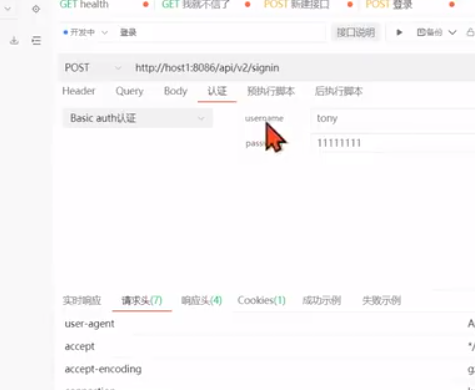 GET health GET 找就不信了 POST 新建接口 POST 登录
开发中 登录 接口说明 备份
POST http://host1:8086/api/v2/signin
Header Query Body 认证 预执行脚本 后执行脚本
Basic auth认证 username tony
11111111
实时响应 请求头(7) 响应头(4) Cookies(1) 成功示例 失败示例
user-agent
accept
accept-encoding